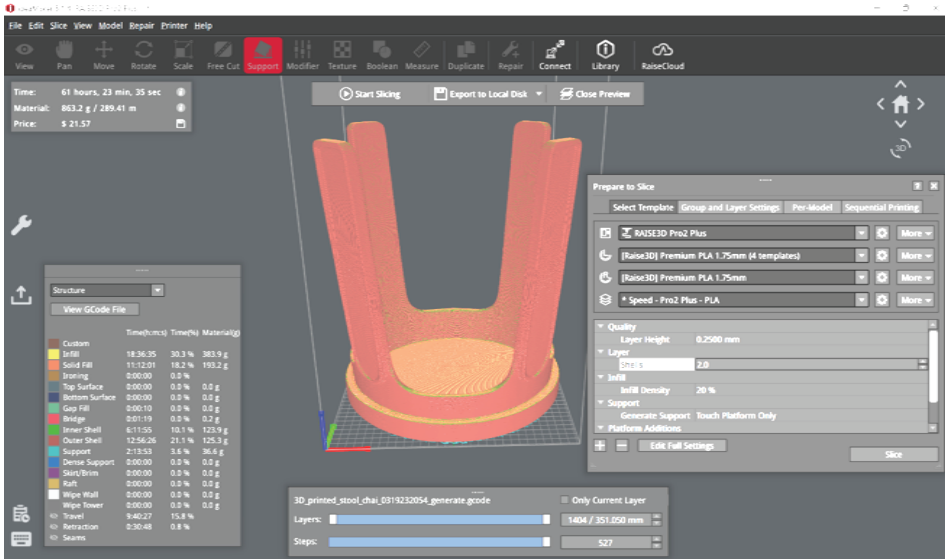 File Edit Slice View Model Repair Printer Help
View Pan Move Rotate Scale Free Cut Support Modifier Texture Boolean Measure Duplicate Repair Connect Library RaiseCloud
Time: 61 hours, 23 min, 35 sec
Material: 863.2 g / 289.41 m
Price: $ 21.57
Start Slicing Export to Local Disk Close Preview
3D
Prepare to Slice
Select Template Group and Layer Settings Per-Model Sequential Printing
RAISE3D Pro2 Plus More
[Raise3D] Premium PLA 1.75mm (4 templates) More
[Raise3D] Premium PLA 1.75mm More
* Speed - Pro2 Plus - PLA More
Quality
Layer Height 0.2500 mm
Layer
Shells 2.0
Infill
Infill Density 20 %
Support
Generate Support Touch Platform Only
Platform Additions
Edit Full Settings
Slice
Structure
View GCode File
Time(h:m:s) Time(%) Material(g)
Custom
Infill 18:36:35 30.3 % 383.9 g
Solid Fill 11:12:01 18.2 % 193.2 g
Ironing 0:00:00 0.0 %
Top Surface 0:00:00 0.0 % 0.0 g
Bottom Surface 0:00:00 0.0 % 0.0 g
Gap Fill 0:00:10 0.0 % 0.0 g
Bridge 0:01:19 0.0 % 0.2 g
Inner Shell 6:11:55 10.1 % 123.9 g
Outer Shell 12:56:26 21.1 % 125.3 g
Support 2:13:53 3.6 % 36.6 g
Dense Support 0:00:00 0.0 % 0.0 g
Skirt/Brim 0:00:00 0.0 % 0.0 g
Raft 0:00:00 0.0 % 0.0 g
Wipe Wall 0:00:00 0.0 % 0.0 g
Wipe Tower 0:00:00 0.0 % 0.0 g
Travel 9:40:27 15.8 %
Retraction 0:30:48 0.8 %
Seams
3D_printed_stool_chai_0319232054_generate.gcode Only Current Layer
Layers: 1404 / 351.050 mm
Steps: 527